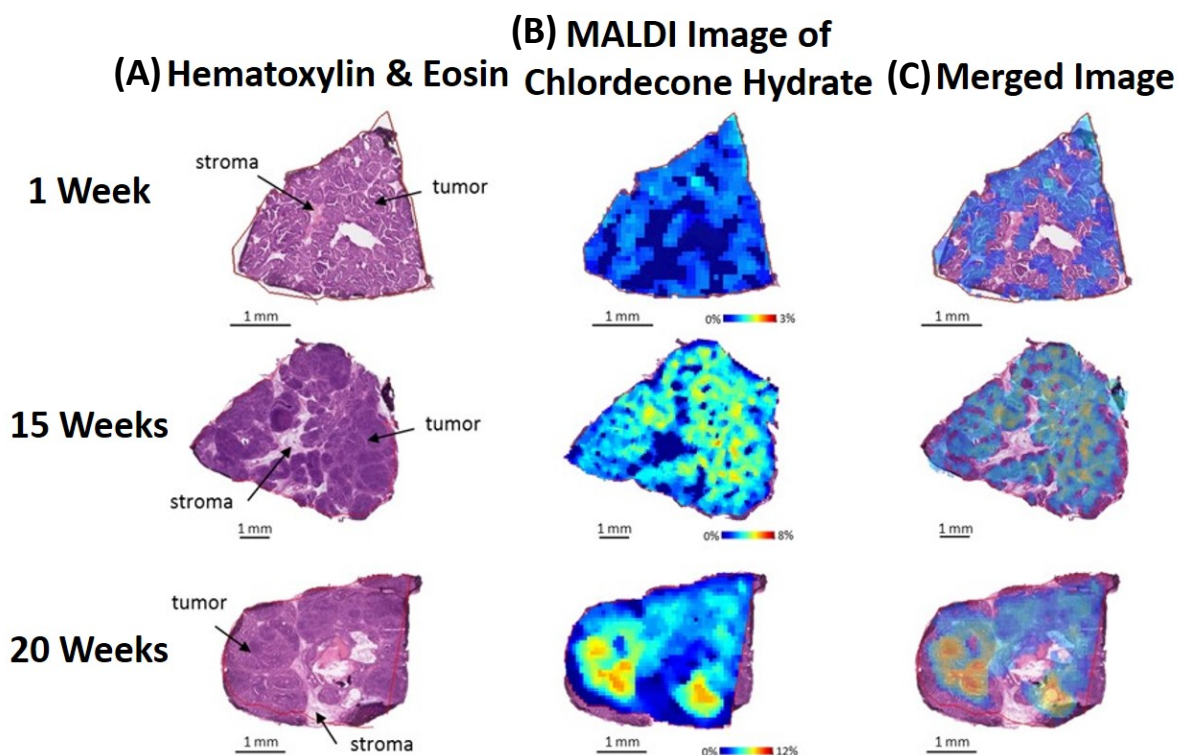 (A) Hematoxylin & Eosin
(B) MALDI Image of
Chlordecone Hydrate
(C) Merged Image
1 Week
stroma
tumor
1 mm
1 mm
0% 3%
1 mm
15 Weeks
tumor
stroma
1 mm
1 mm
0% 8%
1 mm
20 Weeks
tumor
stroma
1 mm
1 mm
0% 12%
1 mm